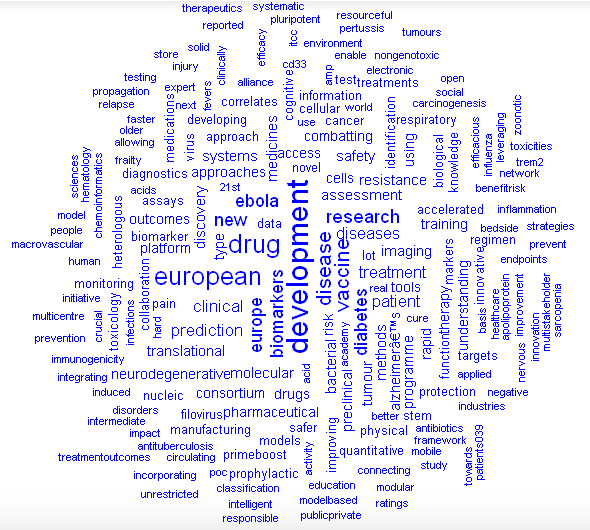 therapeutics
systematic
pluripotent
resourceful
reported
pertussis
tumours
efficacy
itcc
environment
store
solid
enable
nongenotoxic
injury
clinically
cd33
electronic
testing
expert
alliance
cognitive
amp
test
treatments
open
propagation
fevers
information
social
relapse
next
correlates
cellular
world
carcinogenesis
zoonotic
medications
faster
developing
medicines
use
cancer
identification
respiratory
older
virus
approach
combatting
using
efficacious
leveraging
allowing
influenza
toxicities
sciences
hematology
frailty
systems
access
safety
biological
knowledge
trem2
diagnostics
approaches
novel
network
chemoinformatics
acids
21st
cells
resistance
benefitrisk
assays
ebola
assessment
model
heterologous
outcomes
discovery
new
data
development
research
accelerated
inflammation
people
biomarker
type
drug
diseases
training
bedside
strategies
macrovascular
platform
disease
vaccine
lot
imaging
regimen
prevent
human
collaboration
european
treatment
markers
endpoints
monitoring
real
tools
initiative
pain
clinical
europe
biomarkers
diabetes
patient
functiontherapy
understanding
basis
innovative
healthcare
apolipoprotein
improvement
multistakeholder
sarcopenia
multicentre
crucial
toxicology
infections
hard
prediction
risk
academy
methods
cure
prevention
translational
bacterial
alzheimerâ€™s
programme
rapid
nervous
innovation
immunogenicity
targets
integrating
neurodegenerative
molecular
acid
preclinical
tumour
applied
induced
nucleic
consortium
drugs
protection
negative
disorders
filovirus
pharmaceutical
better
stem
industries
intermediate
impact
manufacturing
safer
physical
antibiotics
antituberculosis
models
improving
framework
treatmentoutcomes
circulating
primeboost
activity
quantitative
mobile
towards
patients039
incorporating
poc
prophylactic
connecting
study
unrestricted
classification
education
modular
intelligent
modelbased
ratings
responsible
publicprivate